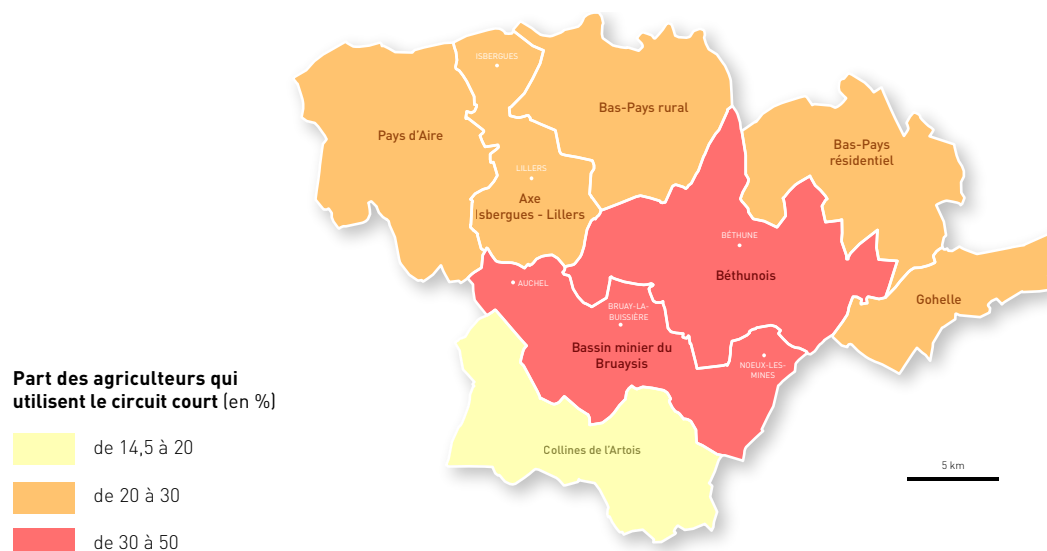 ISBERGUES
Bas-Pays rural
Pays d'Aire
Bas-Pays
résidentiel
LILLERS
Axe
Isbergues - Lillers
BÉTHUNE
Béthunois
AUCHEL
Gohelle
BRUAY-LA-
BUISSIÈRE
Bassin minier du
Bruaysis
NOEUX-LES-
MINES
Collines de l'Artois
Part des agriculteurs qui
utilisent le circuit court (en %)
de 14,5 à 20
de 20 à 30
de 30 à 50
5 km